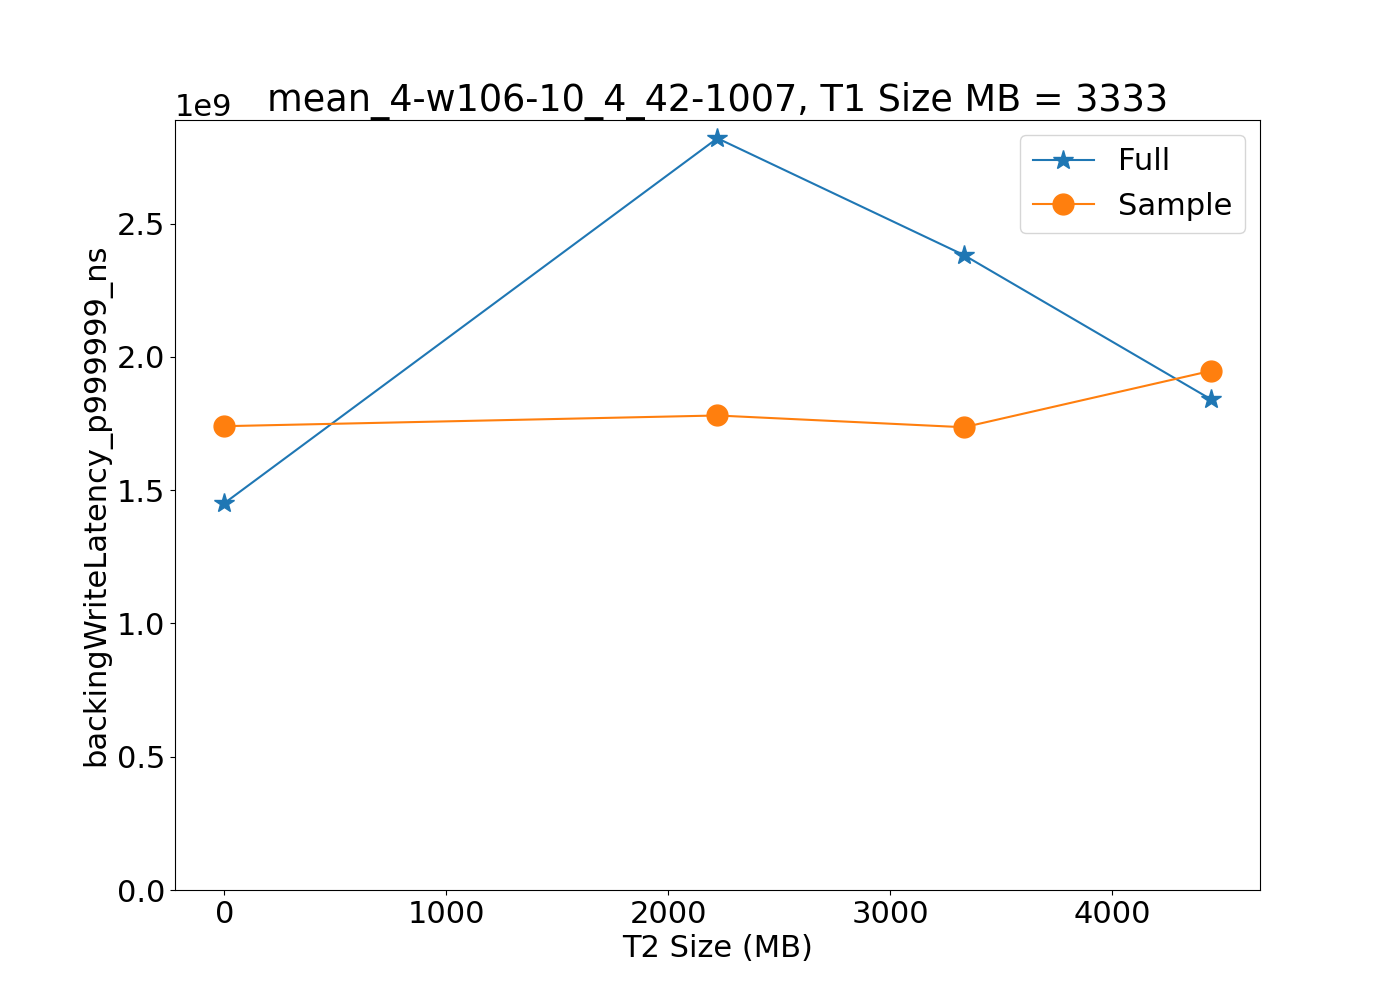 1e9
mean_4-w106-10_4_42-1007, T1 Size MB = 3333
Full
Sample
backingWriteLatency_p999999_ns
2.5
2.0
1.5
1.0
0.5
0.0
0 1000 2000 3000 4000
T2 Size (MB)